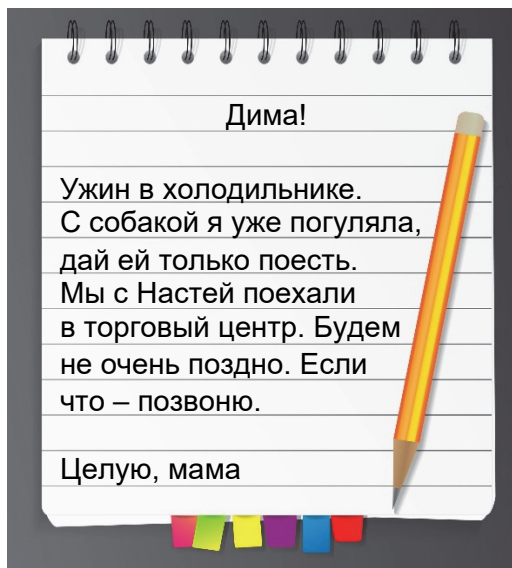 Дима!
Ужин в холодильнике.
С собакой я уже погуляла,
дай ей только поесть.
Мы с Настей поехали
в торговый центр. Будем
не очень поздно. Если
что – позвоню.
Целую, мама